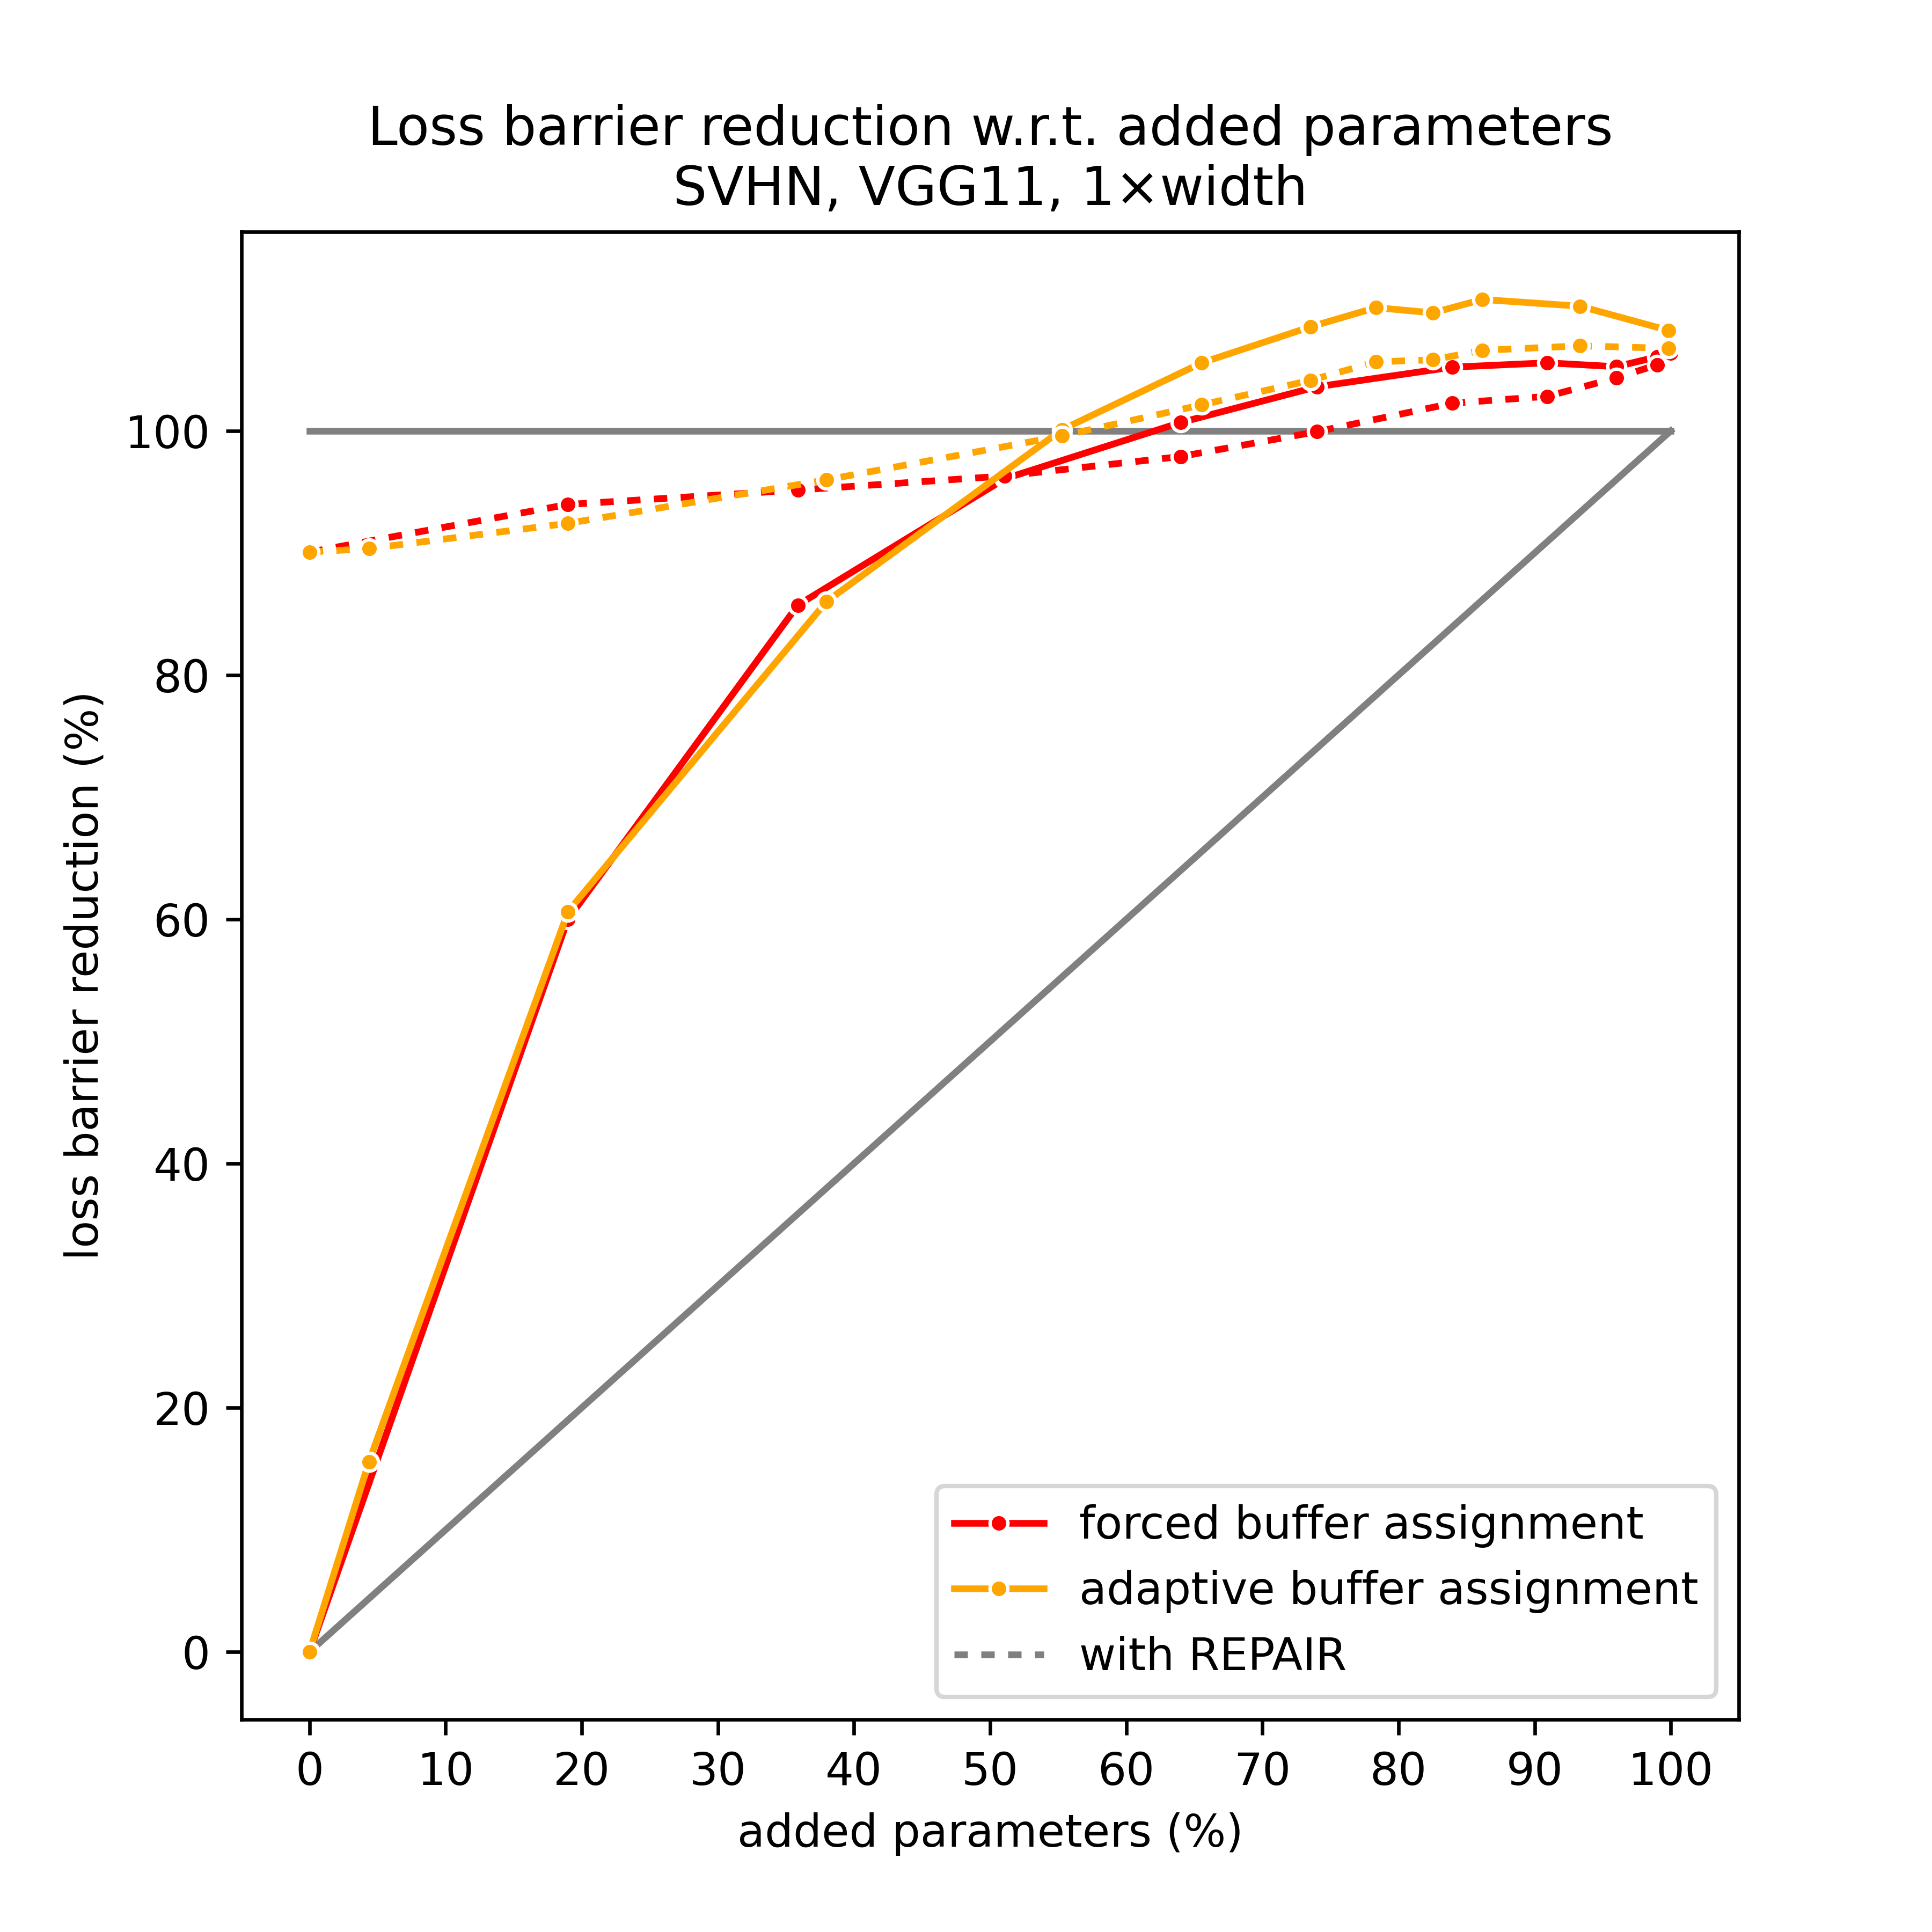 Loss barrier reduction w.r.t. added parameters
SVHN, VGG11, 1×width
loss barrier reduction (%)
100
80
60
40
20
0
forced buffer assignment
adaptive buffer assignment
with REPAIR
0 10 20 30 40 50 60 70 80 90 100
added parameters (%)